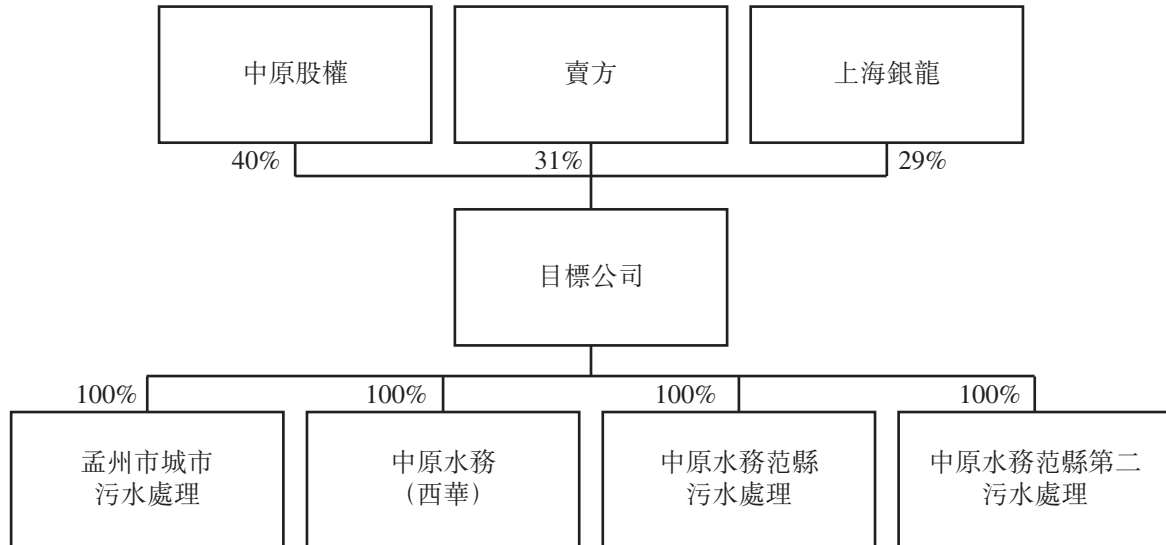 中原股權
賣方
上海銀龍
40%
31%
29%
目標公司
100%
100%
100%
100%
孟州市城市
污水處理
中原水務
（西華）
中原水務范縣
污水處理
中原水務范縣第二
污水處理